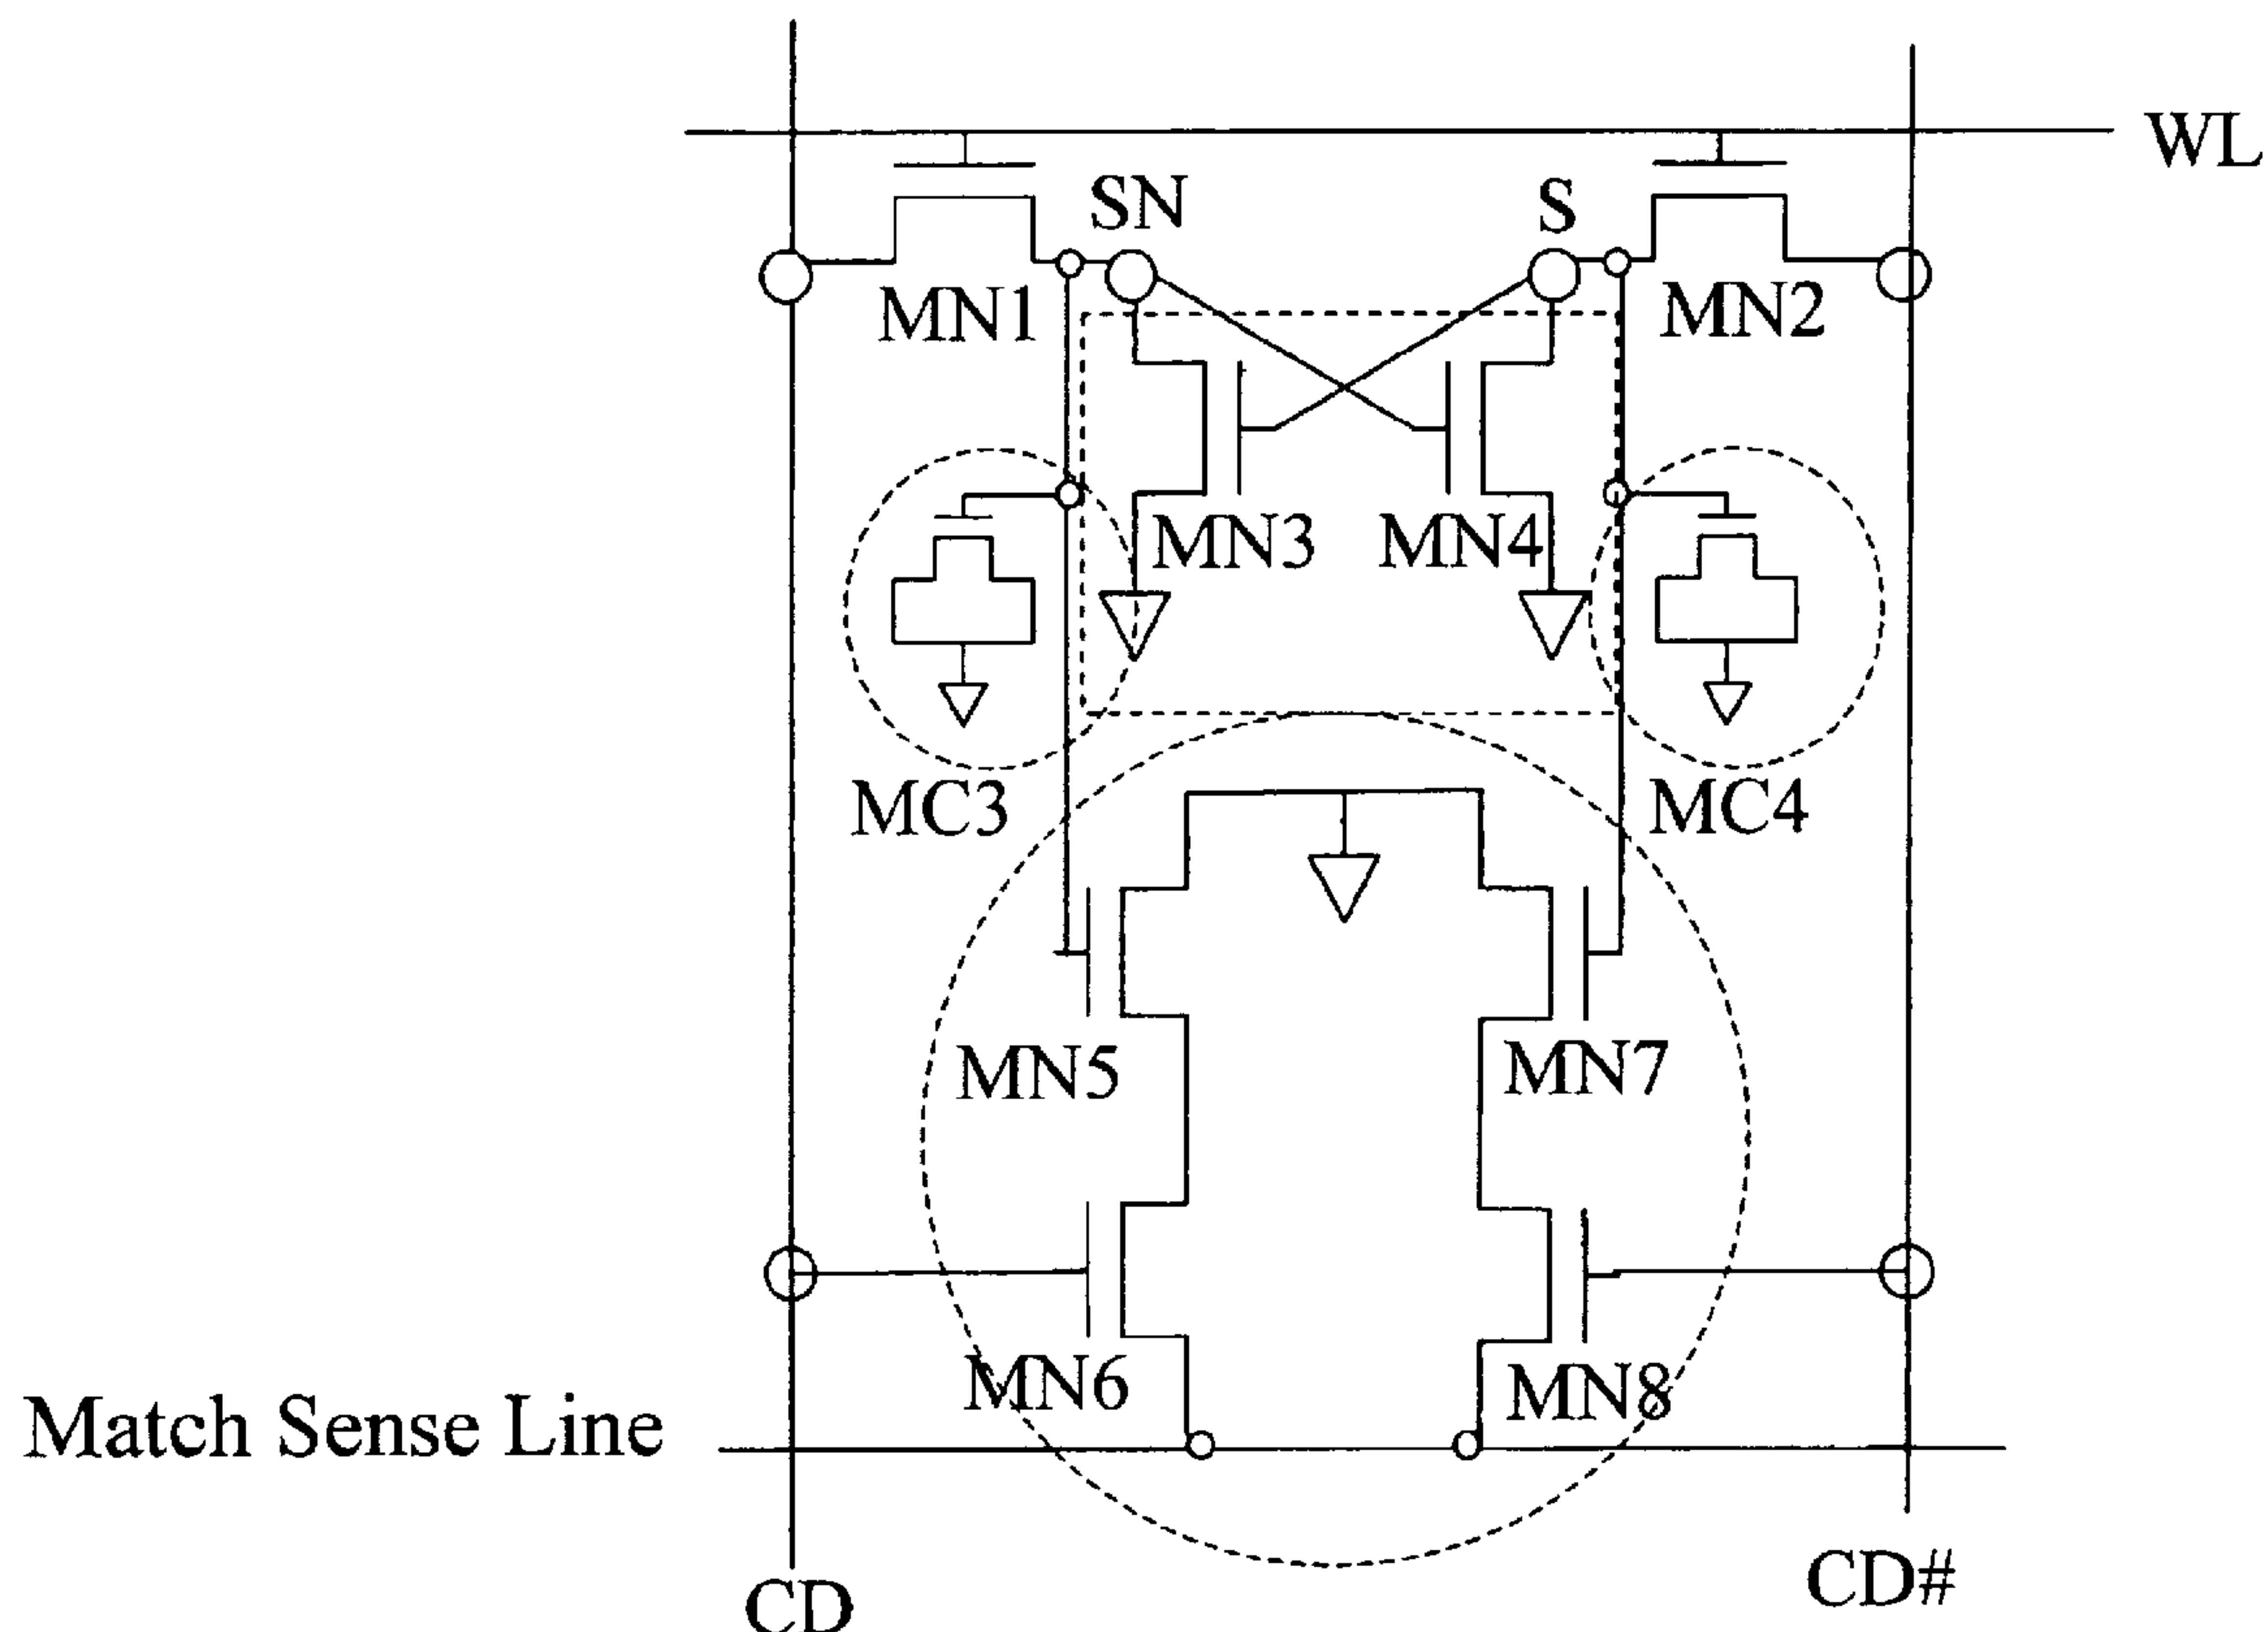 WL
SN
S
MN1
MN2
MN3
MN4
MC3
MC4
MN5
MN7
MN6
MN8
Match Sense Line
CD
CD#